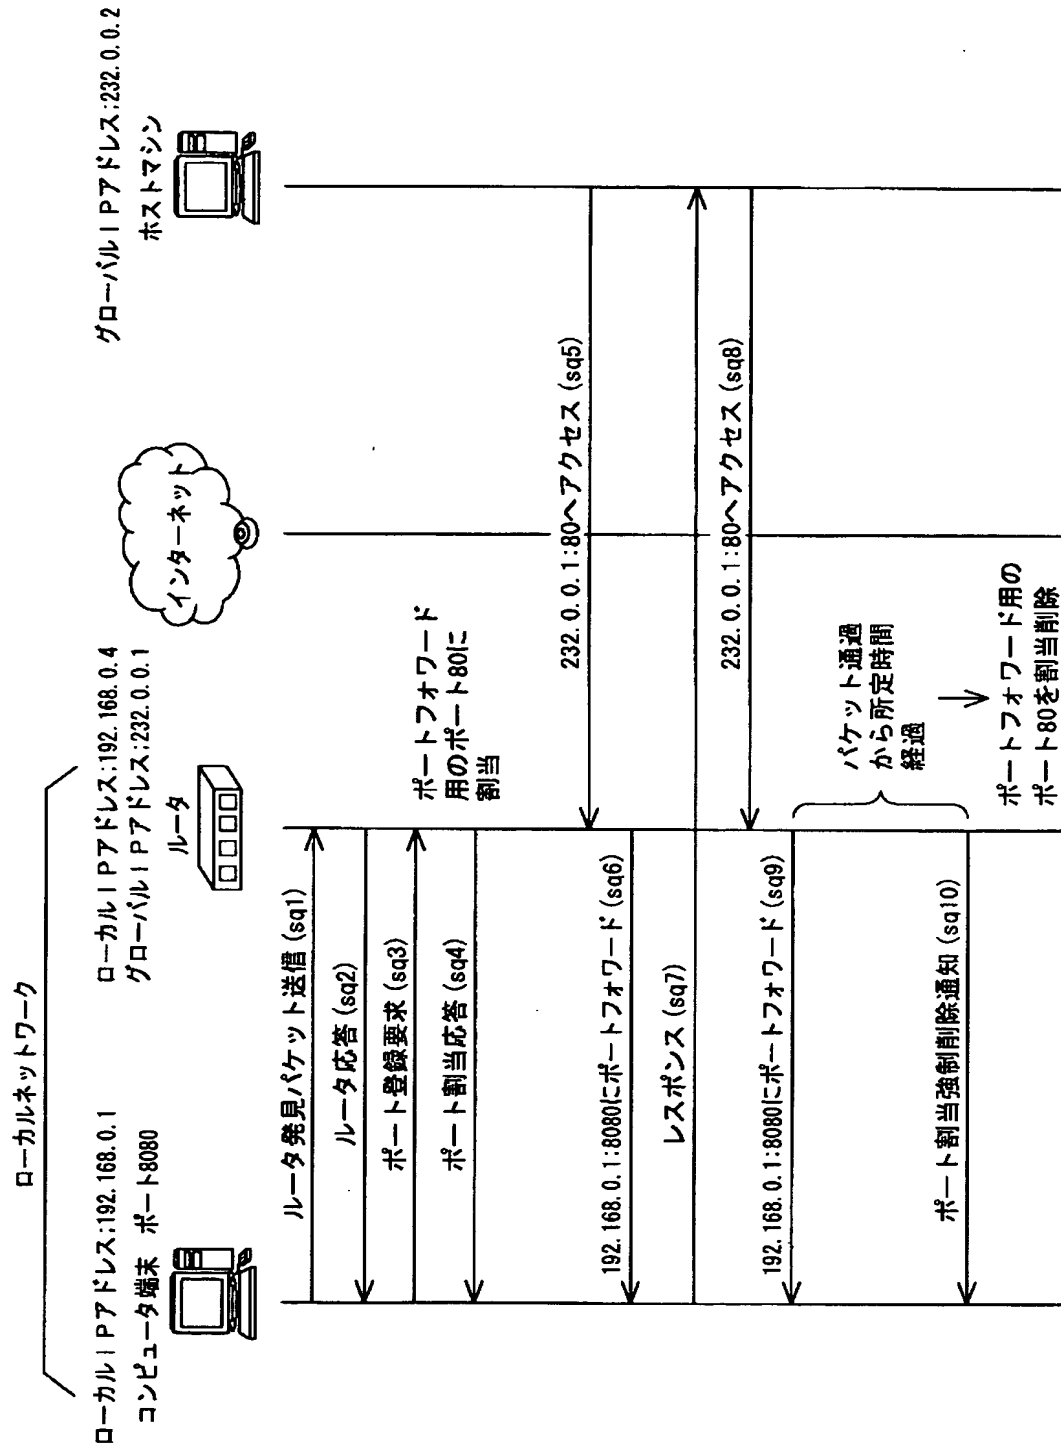 ローカルネットワーク
ローカルIPアドレス;192.168.0.1
コンピュータ端末 ポート8080
ローカルIPアドレス;192.168.0.4
グローバルIPアドレス;232.0.0.1
ルータ
インターネット
グローバルIPアドレス;232.0.0.2
ホストマシン
ルータ発見パケット送信(sq1)
ルータ応答(sq2)
ポート登録要求(sq3)
ポート割当応答(sq4)
ポートフォワード
用のポート80に
割当
232.0.0.1:80へアクセス(sq5)
192.168.0.1:8080にポートフォワード(sq6)
レスポンス(sq7)
232.0.0.1:80へアクセス(sq8)
192.168.0.1:8080にポートフォワード(sq9)
パケット通過
から所定時間
経過
ポート割当強制削除通知(sq10)
ポートフォワード用の
ポート80を割当削除